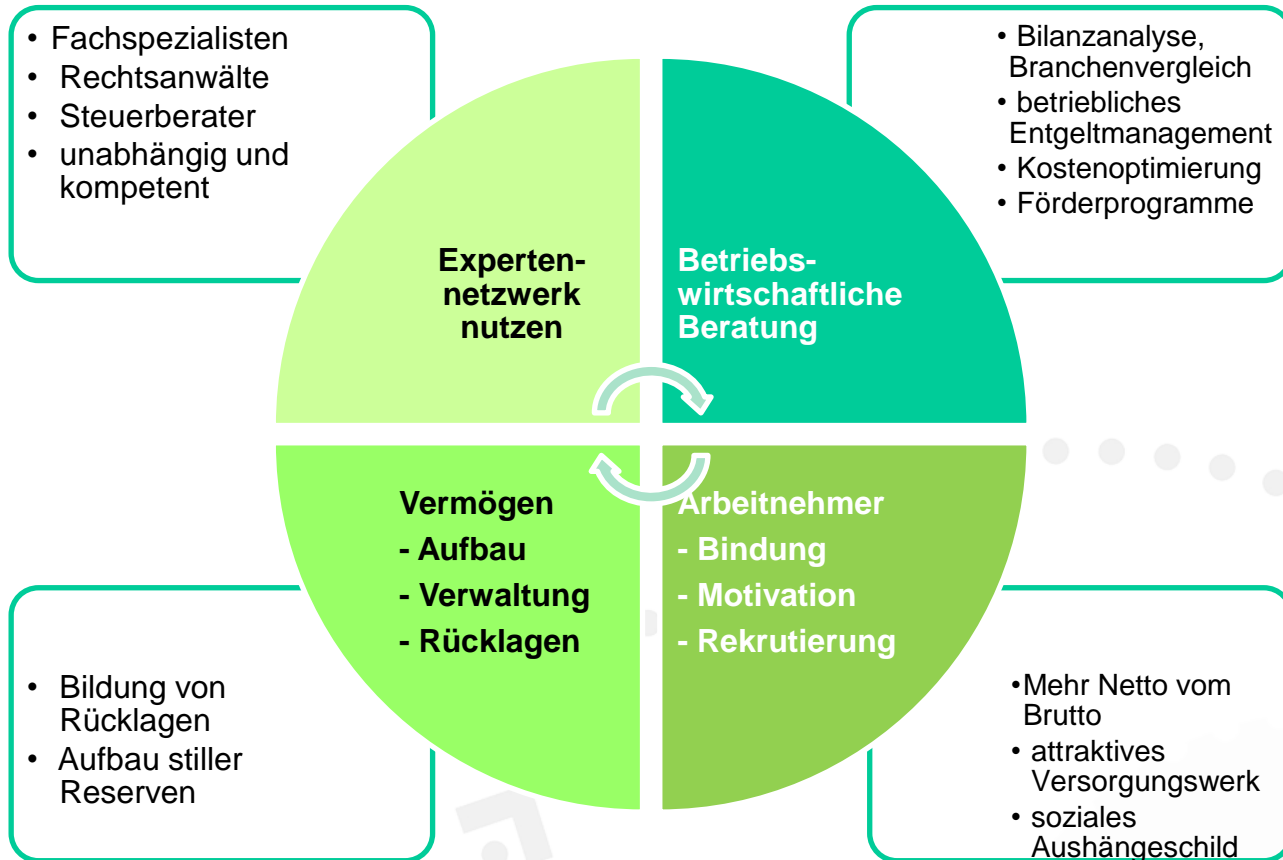 • Fachspezialisten
• Rechtsanwälte
• Steuerberater
• unabhängig und
kompetent
• Bilanzanalyse,
Branchenvergleich
• betriebliches
Entgeltmanagement
• Kostenoptimierung
• Förderprogramme
Experten-
netzwerk
nutzen
Betriebs-
wirtschaftliche
Beratung
Vermögen
- Aufbau
- Verwaltung
- Rücklagen
Arbeitnehmer
- Bindung
- Motivation
- Rekrutierung
• Bildung von
Rücklagen
• Aufbau stiller
Reserven
•Mehr Netto vom
Brutto
• attraktives
Versorgungswerk
• soziales
Aushängeschild